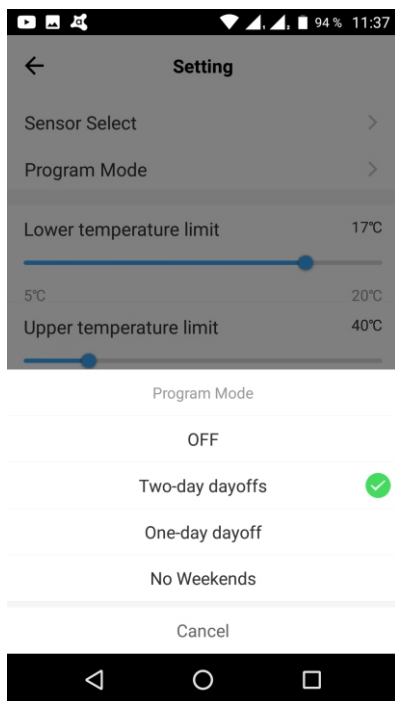 94 % 11:37
Setting
Sensor Select
Program Mode
Lower temperature limit 17℃
5℃ 20℃
Upper temperature limit 40℃
Program Mode
OFF
Two-day dayoffs
One-day dayoff
No Weekends
Cancel